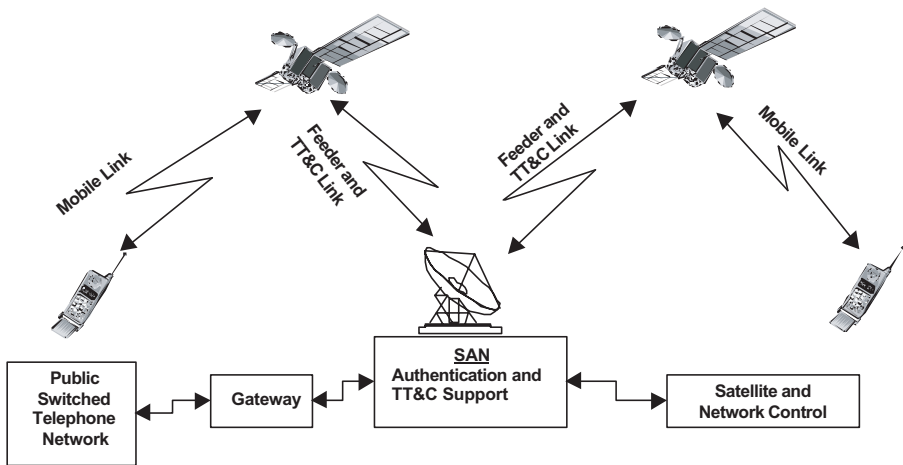 Mobile Link
Feeder and
TT&C Link
Feeder and
TT&C Link
Mobile Link
Public
Switched
Telephone
Network
Gateway
SAN
Authentication and
TT&C Support
Satellite and
Network Control